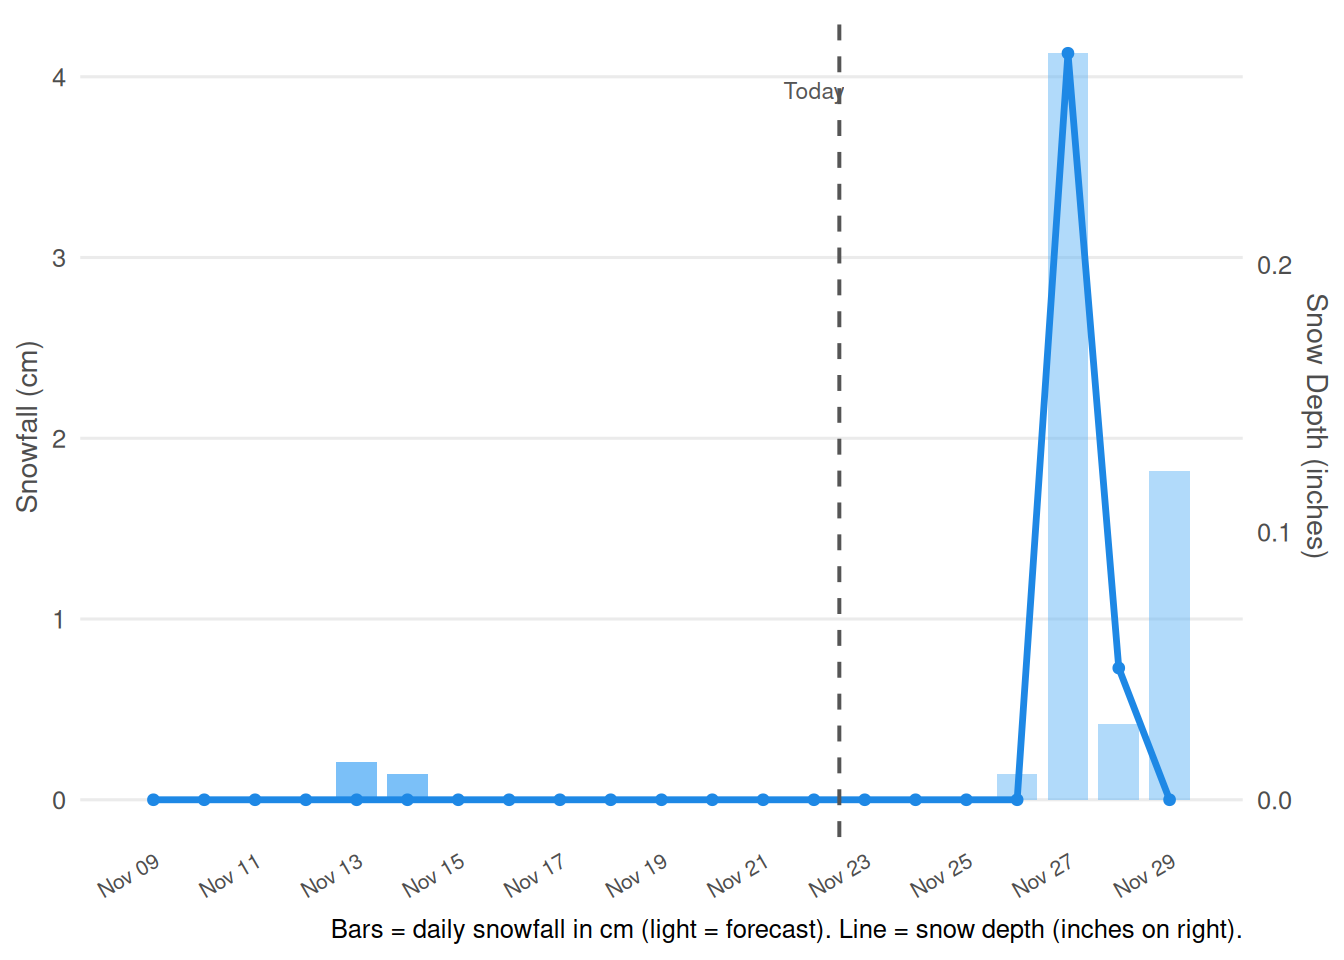 Today
4
3
2
1
0
Snowfall (cm)
0.2
0.1
0.0
Snow Depth (inches)
Nov 09
Nov 11
Nov 13
Nov 15
Nov 17
Nov 19
Nov 21
Nov 23
Nov 25
Nov 27
Nov 29
Bars = daily snowfall in cm (light = forecast). Line = snow depth (inches on right).